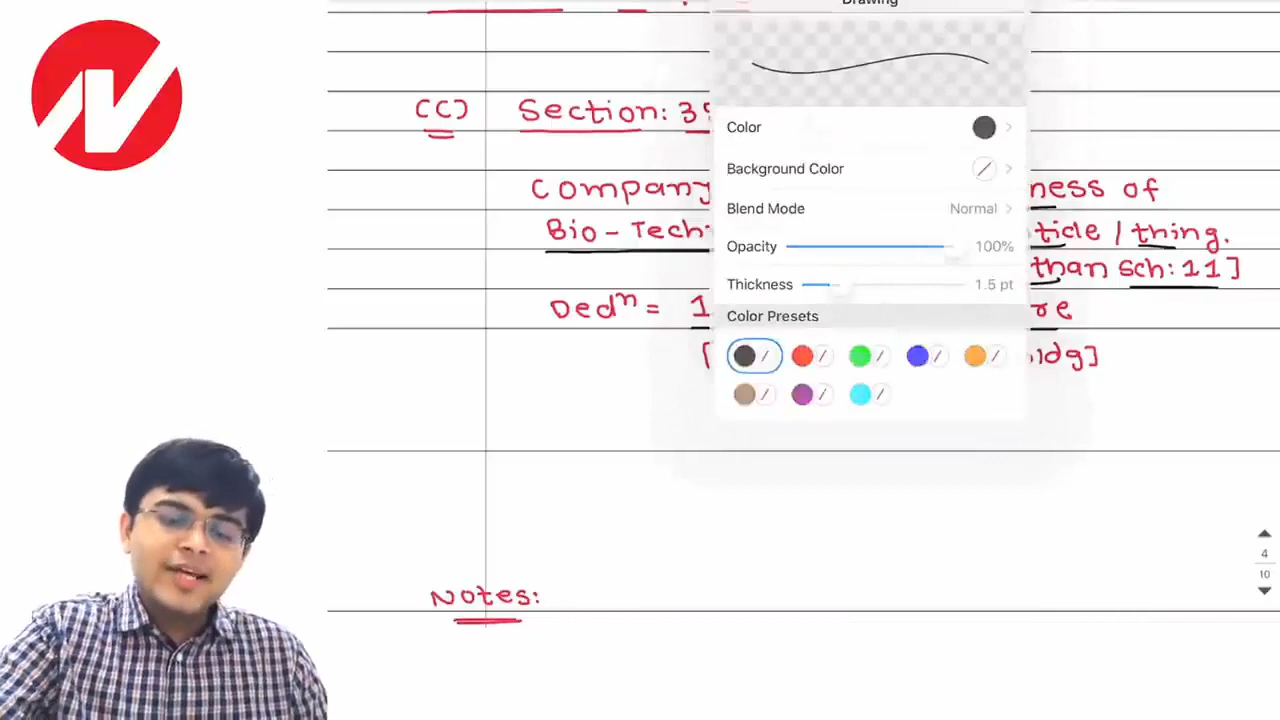 Drawing
(C) Section: 35
Color
Company ness of
Background Color
Blend Mode Normal
Bio-Tech ticle / thing.
Opacity 100%
than sch: 11]
Thickness 1.5 pt
Dedⁿ = 1 re
Color Presets
[ ldg]
4
10
Notes: